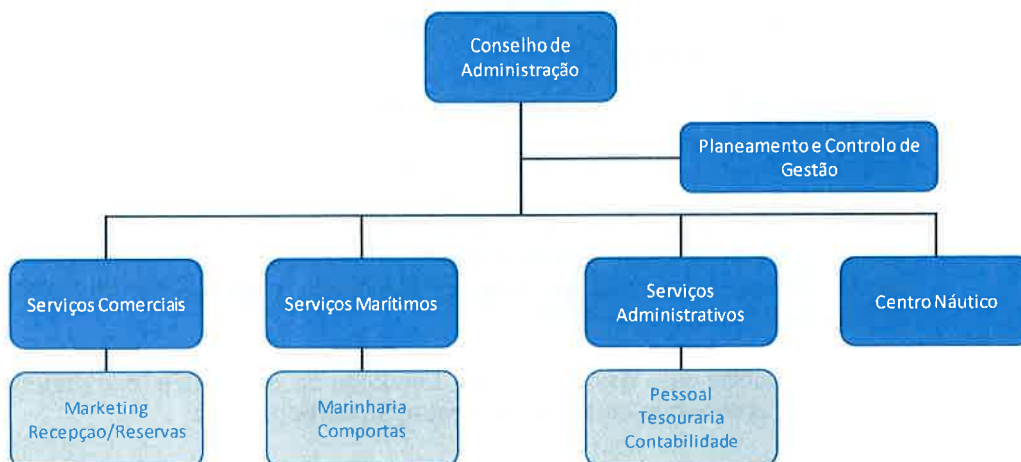 Conselho de
Administração
Planeamento e Controlo de
Gestão
Serviços Comerciais
Serviços Marítimos
Serviços
Administrativos
Centro Náutico
Marketing
Recepçao/Reservas
Marinharia
Comportas
Pessoal
Tesouraria
Contabilidade